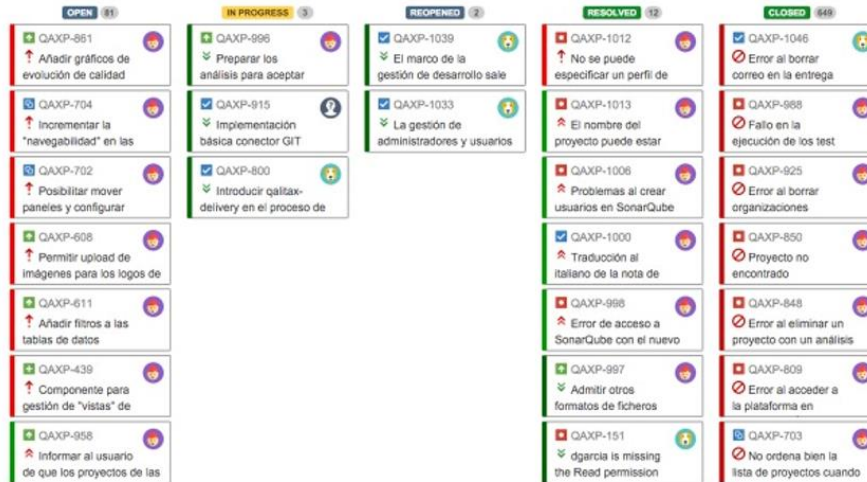 OPEN 81
QAXP-861
Añadir gráficos de
evolución de calidad
QAXP-704
Incrementar la
"navegabilidad" en las
QAXP-702
Posibilitar mover
paneles y configurar
QAXP-608
Permitir upload de
imágenes para los logos de
QAXP-611
Añadir filtros a las
tablas de datos
QAXP-439
Componente para
gestión de "vistas" de
QAXP-958
Informar al usuario
de que los proyectos de las
IN PROGRESS 3
QAXP-996
Preparar los
análisis para aceptar
QAXP-915
Implementación
básica conector GIT
QAXP-800
Introducir qalitax-
delivery en el proceso de
REOPENED 2
QAXP-1039
El marco de la
gestión de desarrollo sale
QAXP-1033
La gestión de
administradores y usuarios
RESOLVED 12
QAXP-1012
No se puede
especificar un perfil de
QAXP-1013
El nombre del
proyecto puede estar
QAXP-1006
Problemas al crear
usuarios en SonarQube
QAXP-1000
Traducción al
italiano de la nota de
QAXP-998
Error de acceso a
SonarQube con el nuevo
QAXP-997
Admitir otros
formatos de ficheros
QAXP-151
dgarcia is missing
the Read permission
CLOSED 649
QAXP-1046
Error al borrar
correo en la entrega
QAXP-988
Fallo en la
ejecución de los test
QAXP-925
Error al borrar
organizaciones
QAXP-850
Proyecto no
encontrado
QAXP-848
Error al eliminar un
proyecto con un análisis
QAXP-809
Error al acceder a
la plataforma en
QAXP-703
No ordena bien la
lista de proyectos cuando